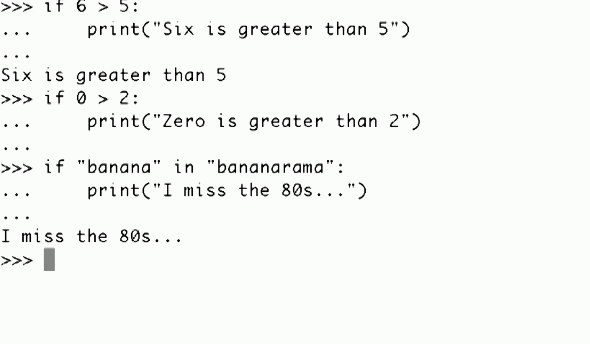 >>> if 6 > 5:
...     print("Six is greater than 5")
...
Six is greater than 5
>>> if 0 > 2:
...     print("Zero is greater than 2")
...
>>> if "banana" in "bananarama":
...     print("I miss the 80s...")
...
I miss the 80s...
>>>